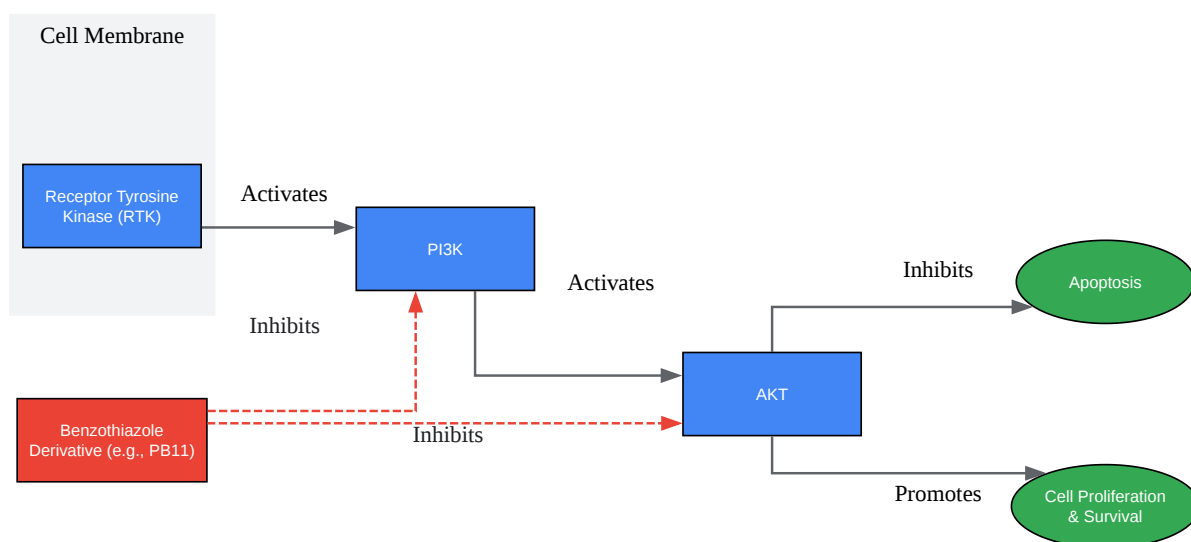 Cell Membrane
Receptor Tyrosine
Kinase (RTK)
Activates
PI3K
Activates
Inhibits
Apoptosis
Inhibits
AKT
Benzothiazole
Derivative (e.g., PB11)
Inhibits
Promotes
Cell Proliferation
& Survival